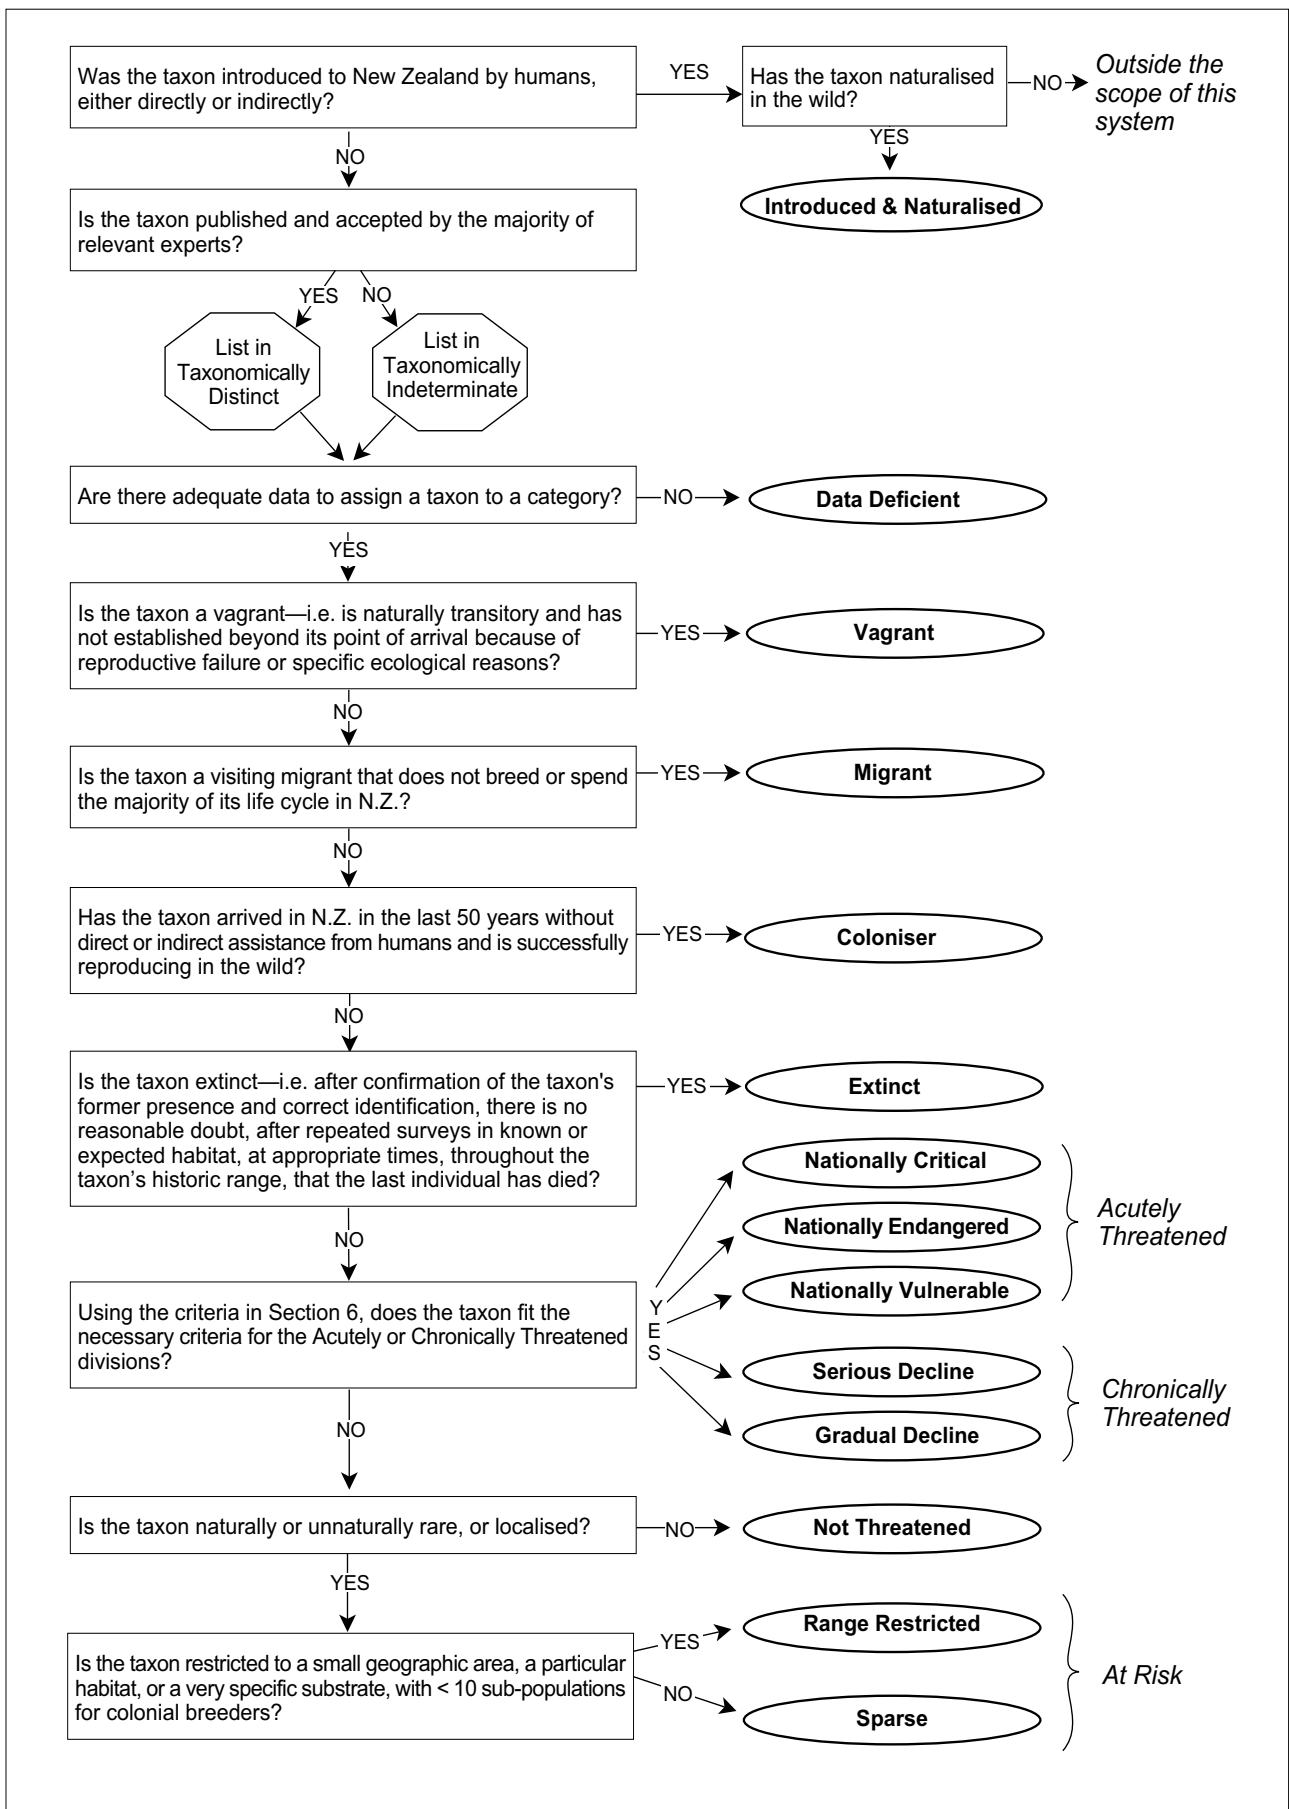 Was the taxon introduced to New Zealand by humans,
either directly or indirectly?
YES
Has the taxon naturalised
in the wild?
NO
Outside the
scope of this
system
YES
Introduced & Naturalised
NO
Is the taxon published and accepted by the majority of
relevant experts?
YES
NO
List in
Taxonomically
Distinct
List in
Taxonomically
Indeterminate
Are there adequate data to assign a taxon to a category?
NO
Data Deficient
YES
Is the taxon a vagrant—i.e. is naturally transitory and has
not established beyond its point of arrival because of
reproductive failure or specific ecological reasons?
YES
Vagrant
NO
Is the taxon a visiting migrant that does not breed or spend
the majority of its life cycle in N.Z.?
YES
Migrant
NO
Has the taxon arrived in N.Z. in the last 50 years without
direct or indirect assistance from humans and is successfully
reproducing in the wild?
YES
Coloniser
NO
Is the taxon extinct—i.e. after confirmation of the taxon's
former presence and correct identification, there is no
reasonable doubt, after repeated surveys in known or
expected habitat, at appropriate times, throughout the
taxon’s historic range, that the last individual has died?
YES
Extinct
NO
Using the criteria in Section 6, does the taxon fit the
necessary criteria for the Acutely or Chronically Threatened
divisions?
Y
E
S
Nationally Critical
Nationally Endangered
Nationally Vulnerable
Acutely
Threatened
Serious Decline
Gradual Decline
Chronically
Threatened
NO
Is the taxon naturally or unnaturally rare, or localised?
NO
Not Threatened
YES
Is the taxon restricted to a small geographic area, a particular
habitat, or a very specific substrate, with < 10 sub-populations
for colonial breeders?
YES
Range Restricted
NO
Sparse
At Risk